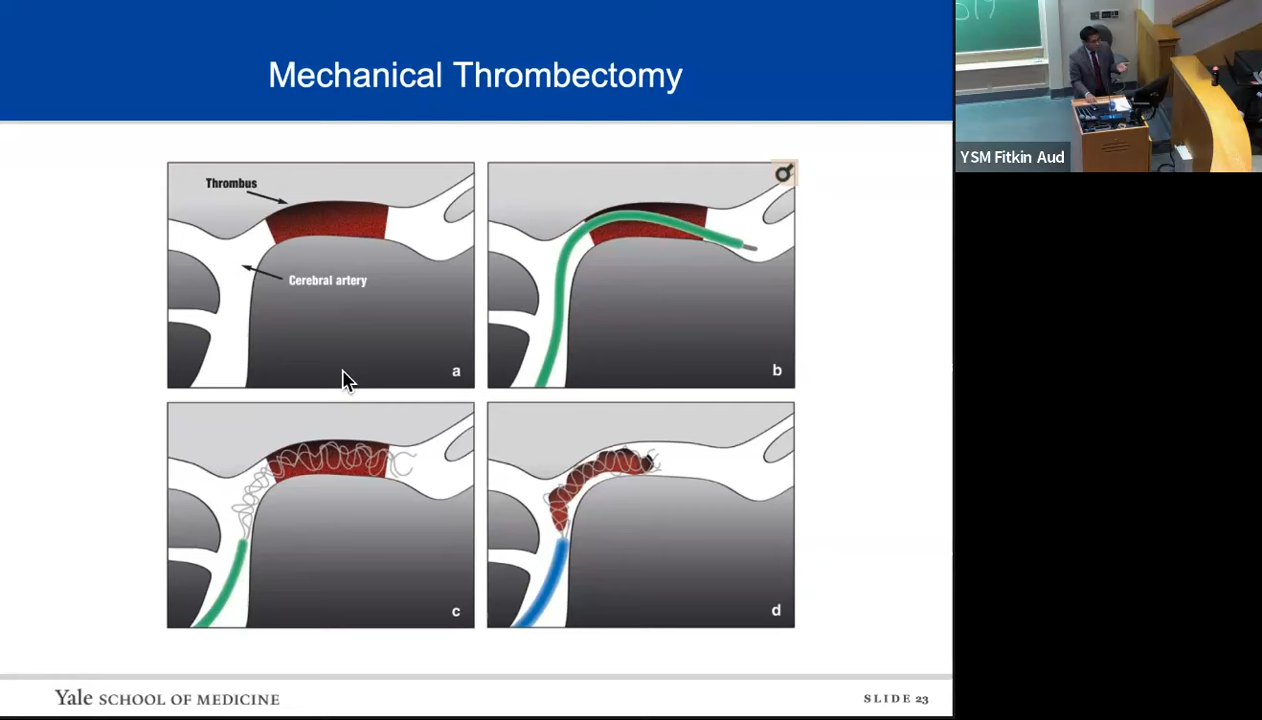 Mechanical Thrombectomy
YSM Fitkin Aud
Thrombus
Cerebral artery
a
b
c
d
Yale SCHOOL OF MEDICINE
SLIDE 23